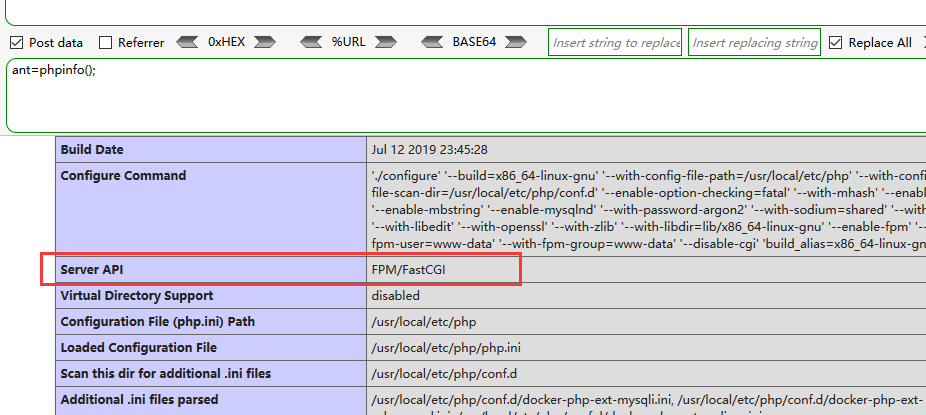 Post data Referrer 0xHEX %URL BASE64 Insert string to replace Insert replacing string Replace All
ant=phpinfo();
Build Date Jul 12 2019 23:45:28
Configure Command './configure' '--build=x86_64-linux-gnu' '--with-config-file-path=/usr/local/etc/php' '--with-confi
file-scan-dir=/usr/local/etc/php/conf.d' '--enable-option-checking=fatal' '--with-mhash' '--enabl
'--enable-mbstring' '--enable-mysqlnd' '--with-password-argon2' '--with-sodium=shared' '--with
'--with-libedit' '--with-openssl' '--with-zlib' '--with-libdir=lib/x86_64-linux-gnu' '--enable-fpm' '--
fpm-user=www-data' '--with-fpm-group=www-data' '--disable-cgi' 'build_alias=x86_64-linux-gn
Server API FPM/FastCGI
Virtual Directory Support disabled
Configuration File (php.ini) Path /usr/local/etc/php
Loaded Configuration File /usr/local/etc/php/php.ini
Scan this dir for additional .ini files /usr/local/etc/php/conf.d
Additional .ini files parsed /usr/local/etc/php/conf.d/docker-php-ext-mysqli.ini, /usr/local/etc/php/conf.d/docker-php-ext-